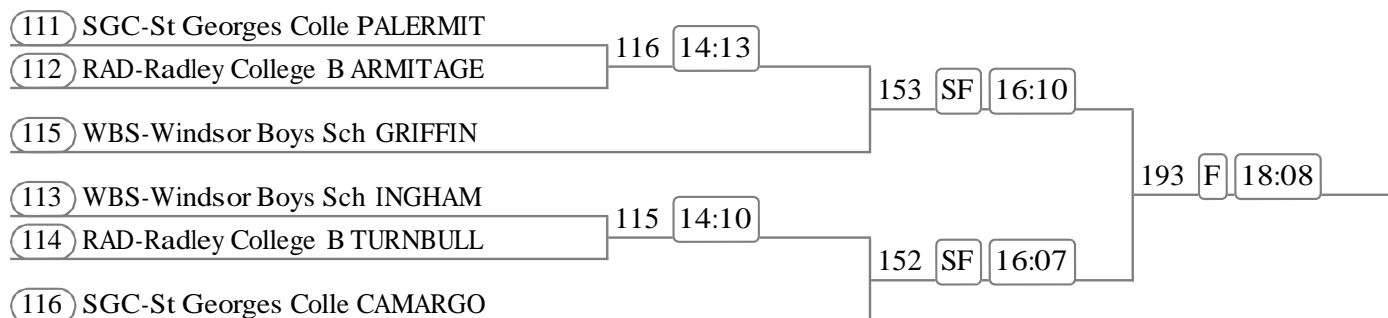 111 SGC-St Georges Colle PALERMIT
116 14:13
112 RAD-Radley College B ARMITAGE
153 SF 16:10
115 WBS-Windsor Boys Sch GRIFFIN
193 F 18:08
113 WBS-Windsor Boys Sch INGHAM
115 14:10
114 RAD-Radley College B TURNBULL
152 SF 16:07
116 SGC-St Georges Colle CAMARGO